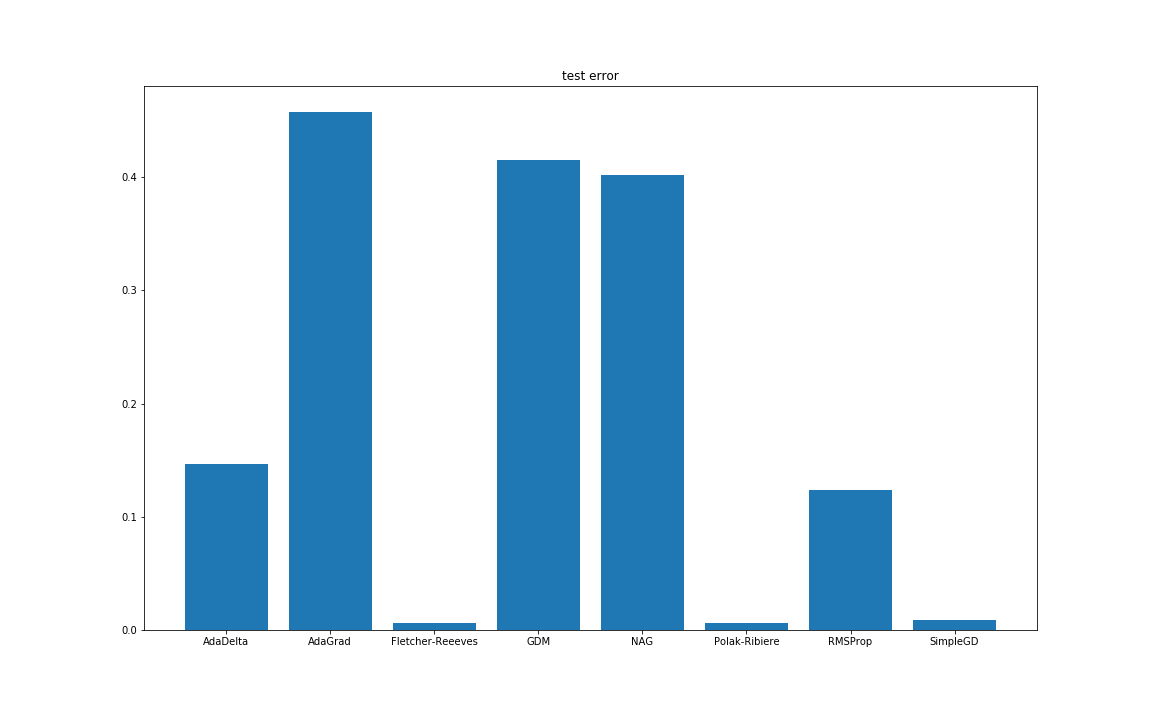 test error
0.4
0.3
0.2
0.1
0.0
AdaDelta AdaGrad Fletcher-Reeeves GDM NAG Polak-Ribiere RMSProp SimpleGD